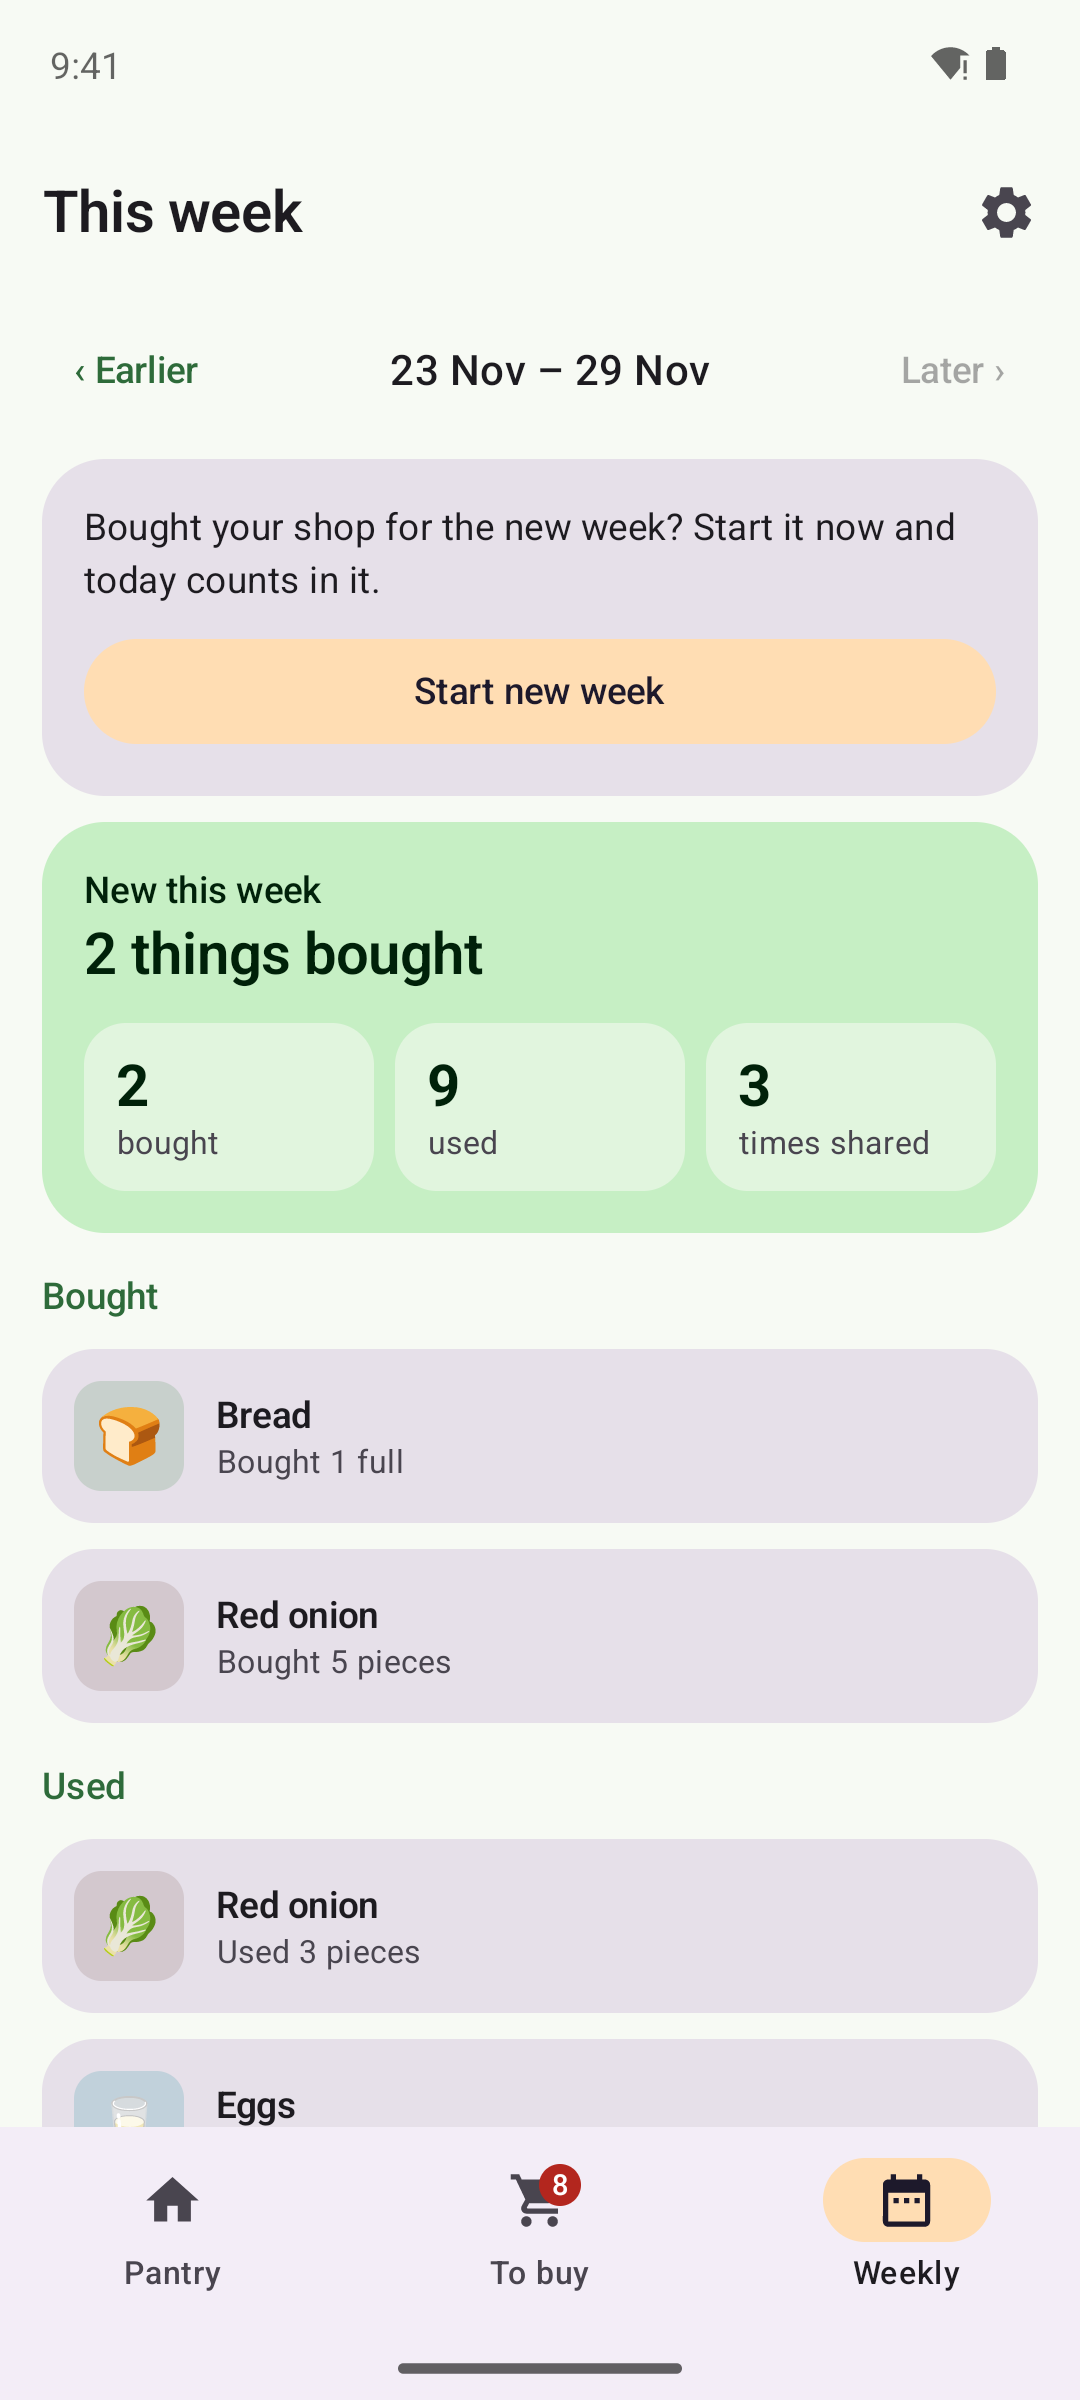 9:41
This week
‹ Earlier
23 Nov – 29 Nov
Later ›
Bought your shop for the new week? Start it now and
today counts in it.
Start new week
New this week
2 things bought
2
bought
9
used
3
times shared
Bought
Bread
Bought 1 full
Red onion
Bought 5 pieces
Used
Red onion
Used 3 pieces
Eggs
8
Pantry
To buy
Weekly